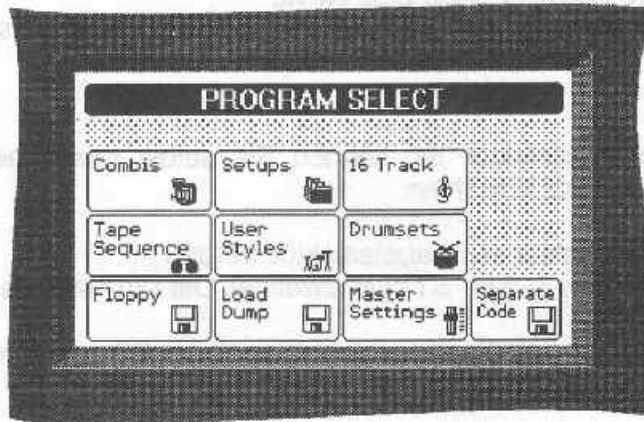 PROGRAM SELECT
Combis
Setups
16 Track
Tape
Sequence
User
Styles
Drumsets
Floppy
Load
Dump
Master
Settings
Separate
Code